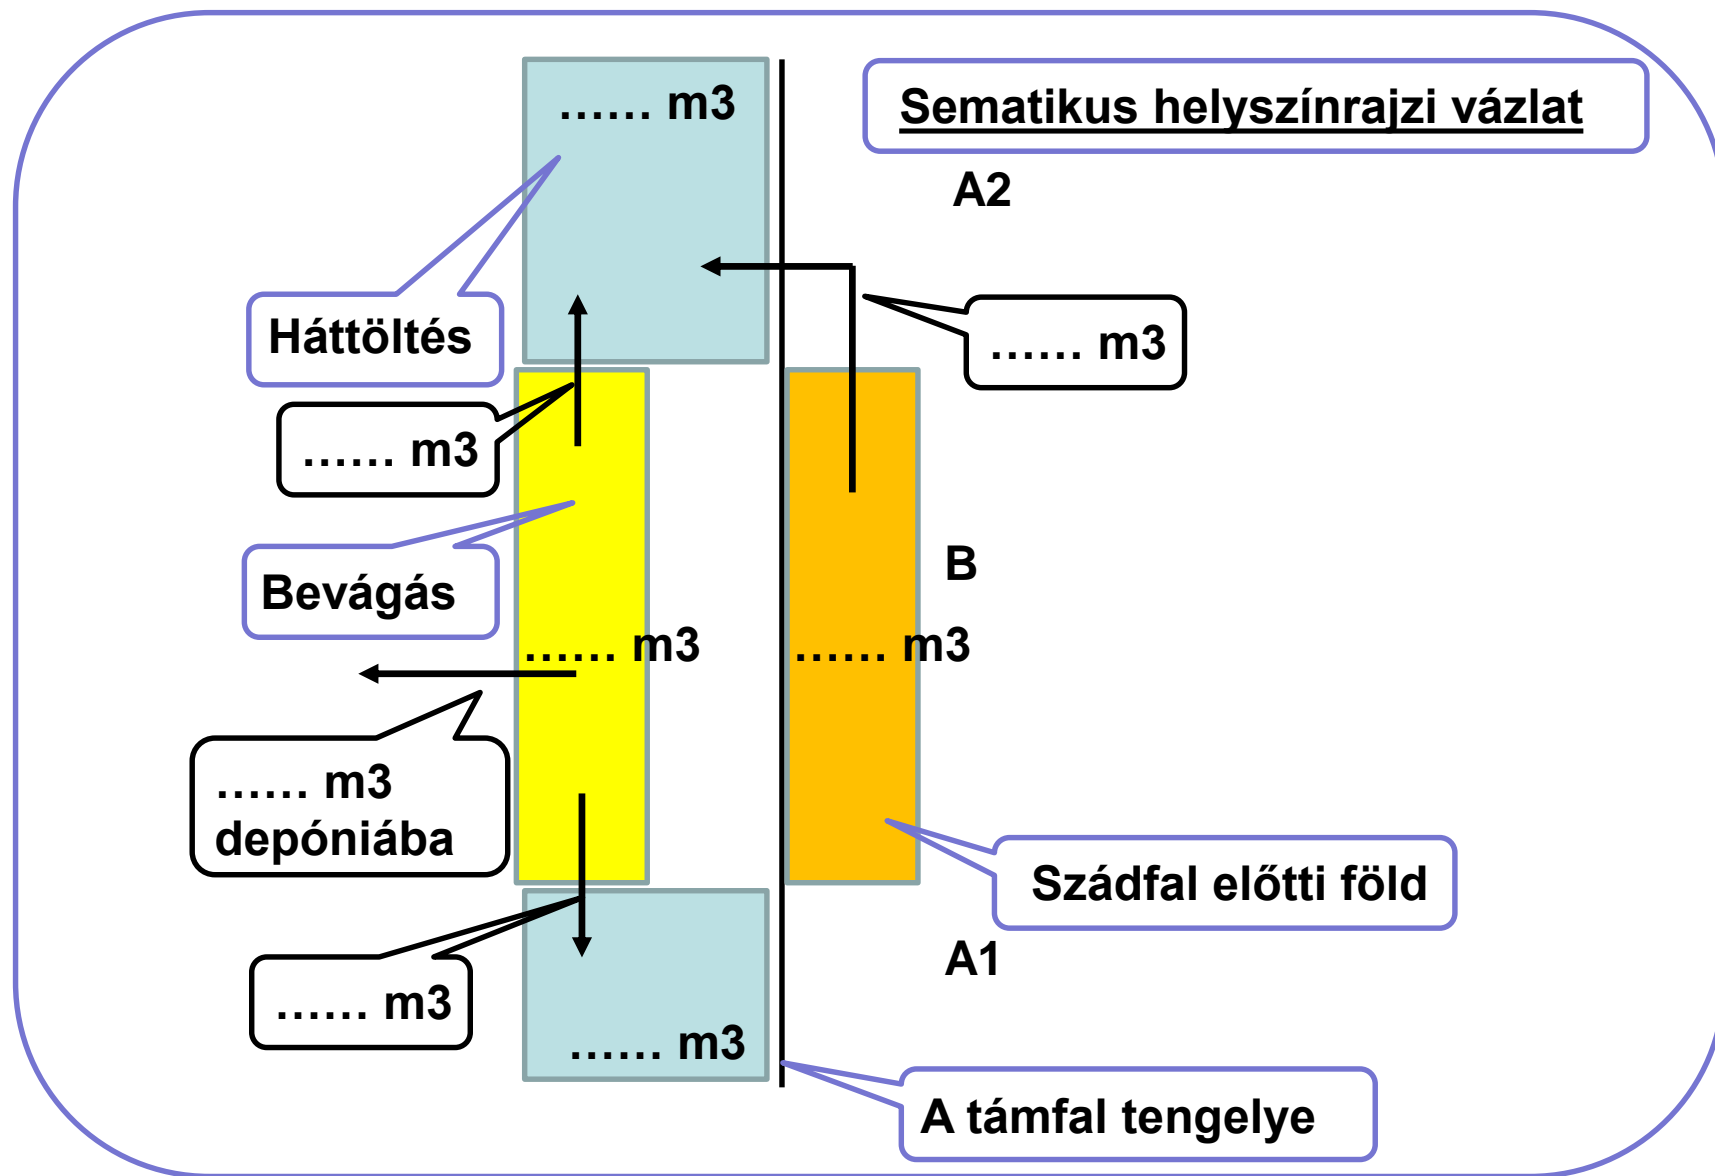 ...... m3
Sematikus helyszínrajzi vázlat
A2
Háttöltés
...... m3
...... m3
B
Bevágás
...... m3
...... m3
...... m3
depóniába
Szádfal előtti föld
A1
...... m3
...... m3
A támfal tengelye